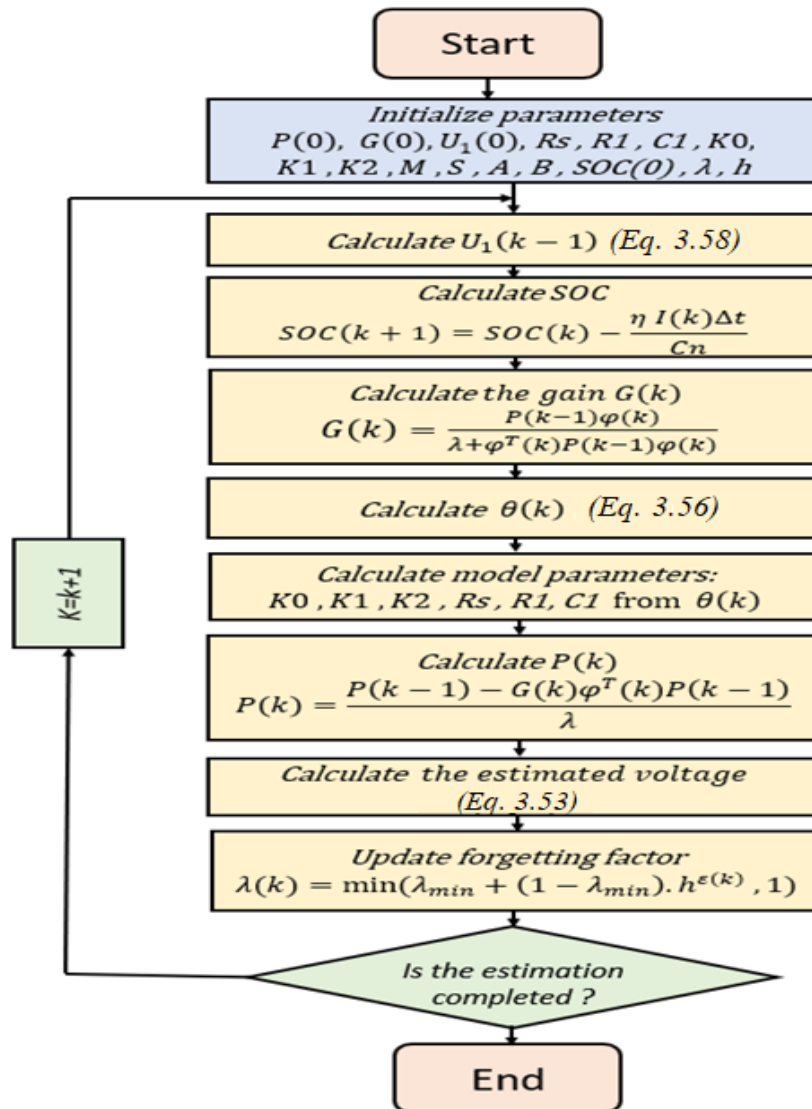 Start
Initialize parameters
P(0), G(0), U₁(0), Rs, R1, C1, K0,
K1, K2, M, S, A, B, SOC(0), λ, h
Calculate U₁(k − 1) (Eq. 3.58)
Calculate SOC
SOC(k + 1) = SOC(k) − η I(k)Δt / Cn
Calculate the gain G(k)
G(k) = P(k−1)φ(k) / λ+φᵀ(k)P(k−1)φ(k)
Calculate θ(k) (Eq. 3.56)
K=k+1
Calculate model parameters:
K0, K1, K2, Rs, R1, C1 from θ(k)
Calculate P(k)
P(k) = P(k − 1) − G(k)φᵀ(k)P(k − 1) / λ
Calculate the estimated voltage
(Eq. 3.53)
Update forgetting factor
λ(k) = min(λₘᵢₙ + (1 − λₘᵢₙ). h^ε(k), 1)
Is the estimation
completed ?
End